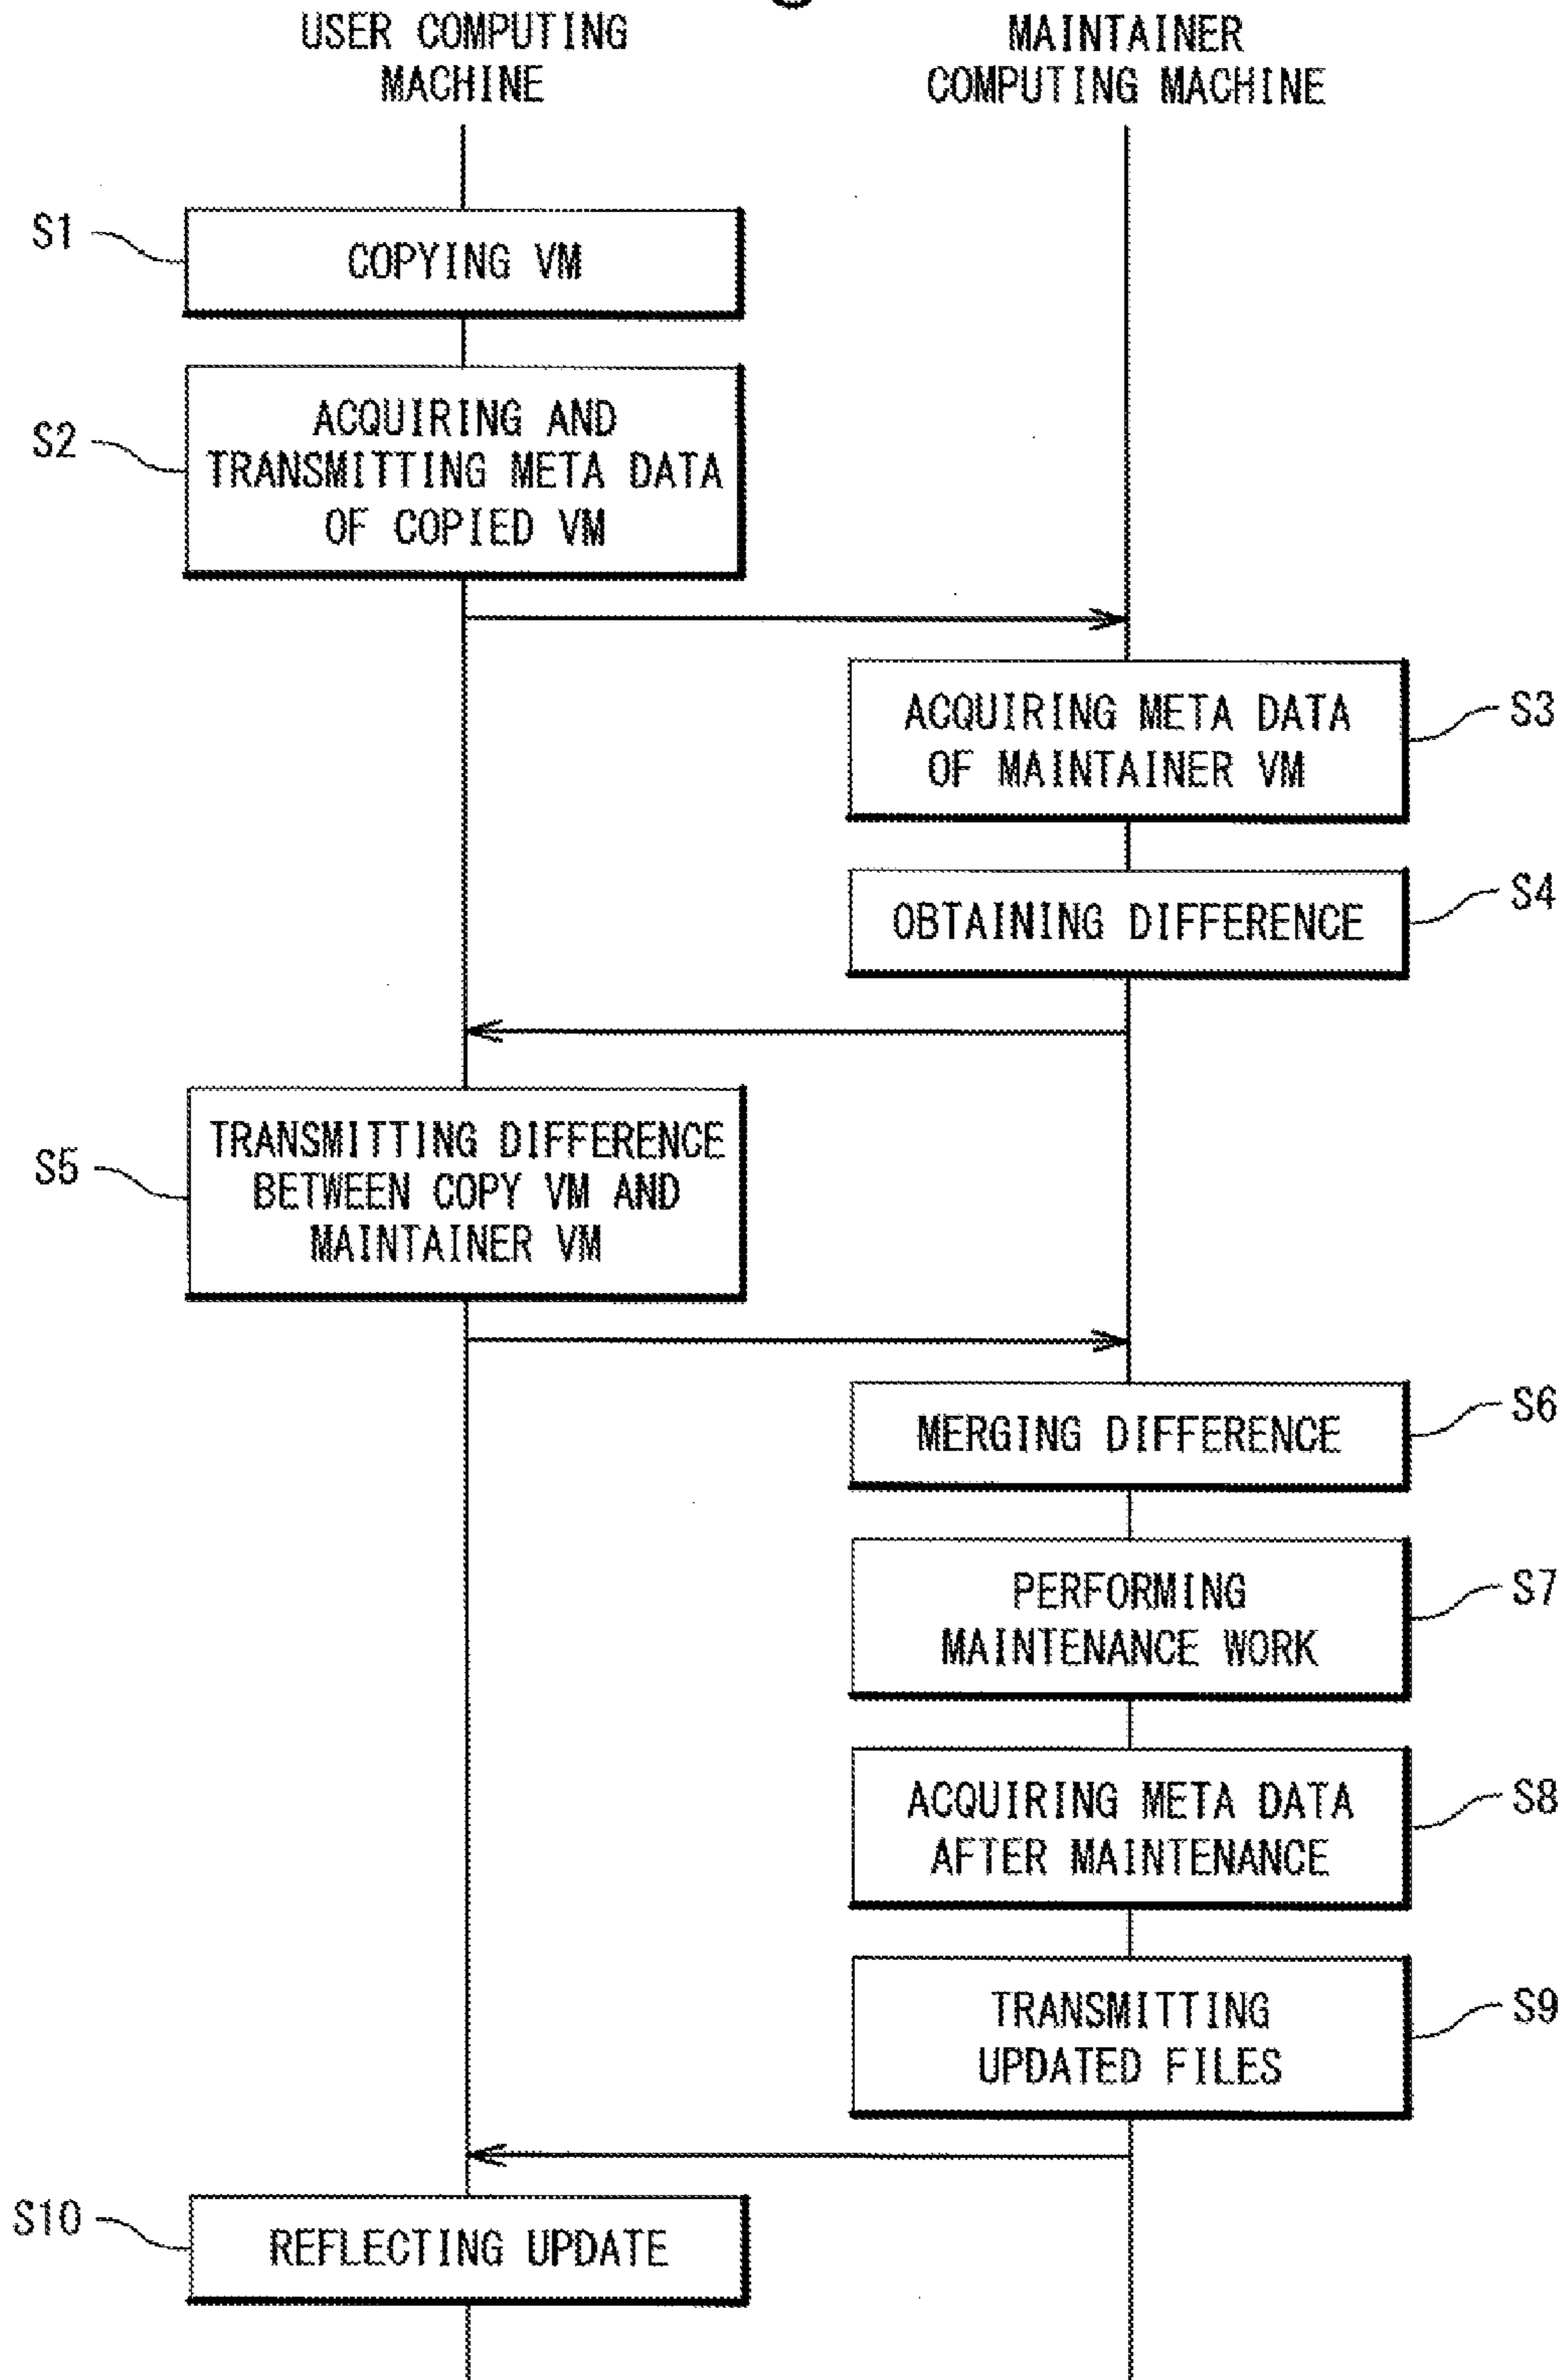 USER COMPUTING
MACHINE
MAINTAINER
COMPUTING MACHINE
S1
COPYING VM
S2
ACQUIRING AND
TRANSMITTING META DATA
OF COPIED VM
ACQUIRING META DATA
OF MAINTAINER VM
S3
OBTAINING DIFFERENCE
S4
S5
TRANSMITTING DIFFERENCE
BETWEEN COPY VM AND
MAINTAINER VM
MERGING DIFFERENCE
S6
PERFORMING
MAINTENANCE WORK
S7
ACQUIRING META DATA
AFTER MAINTENANCE
S8
TRANSMITTING
UPDATED FILES
S9
S10
REFLECTING UPDATE